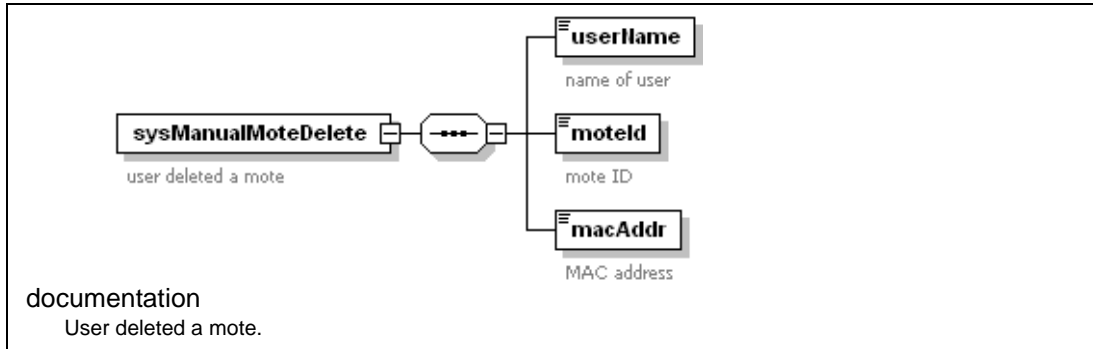 userName
name of user
sysManualMoteDelete
user deleted a mote
moteId
mote ID
macAddr
MAC address
documentation
User deleted a mote.